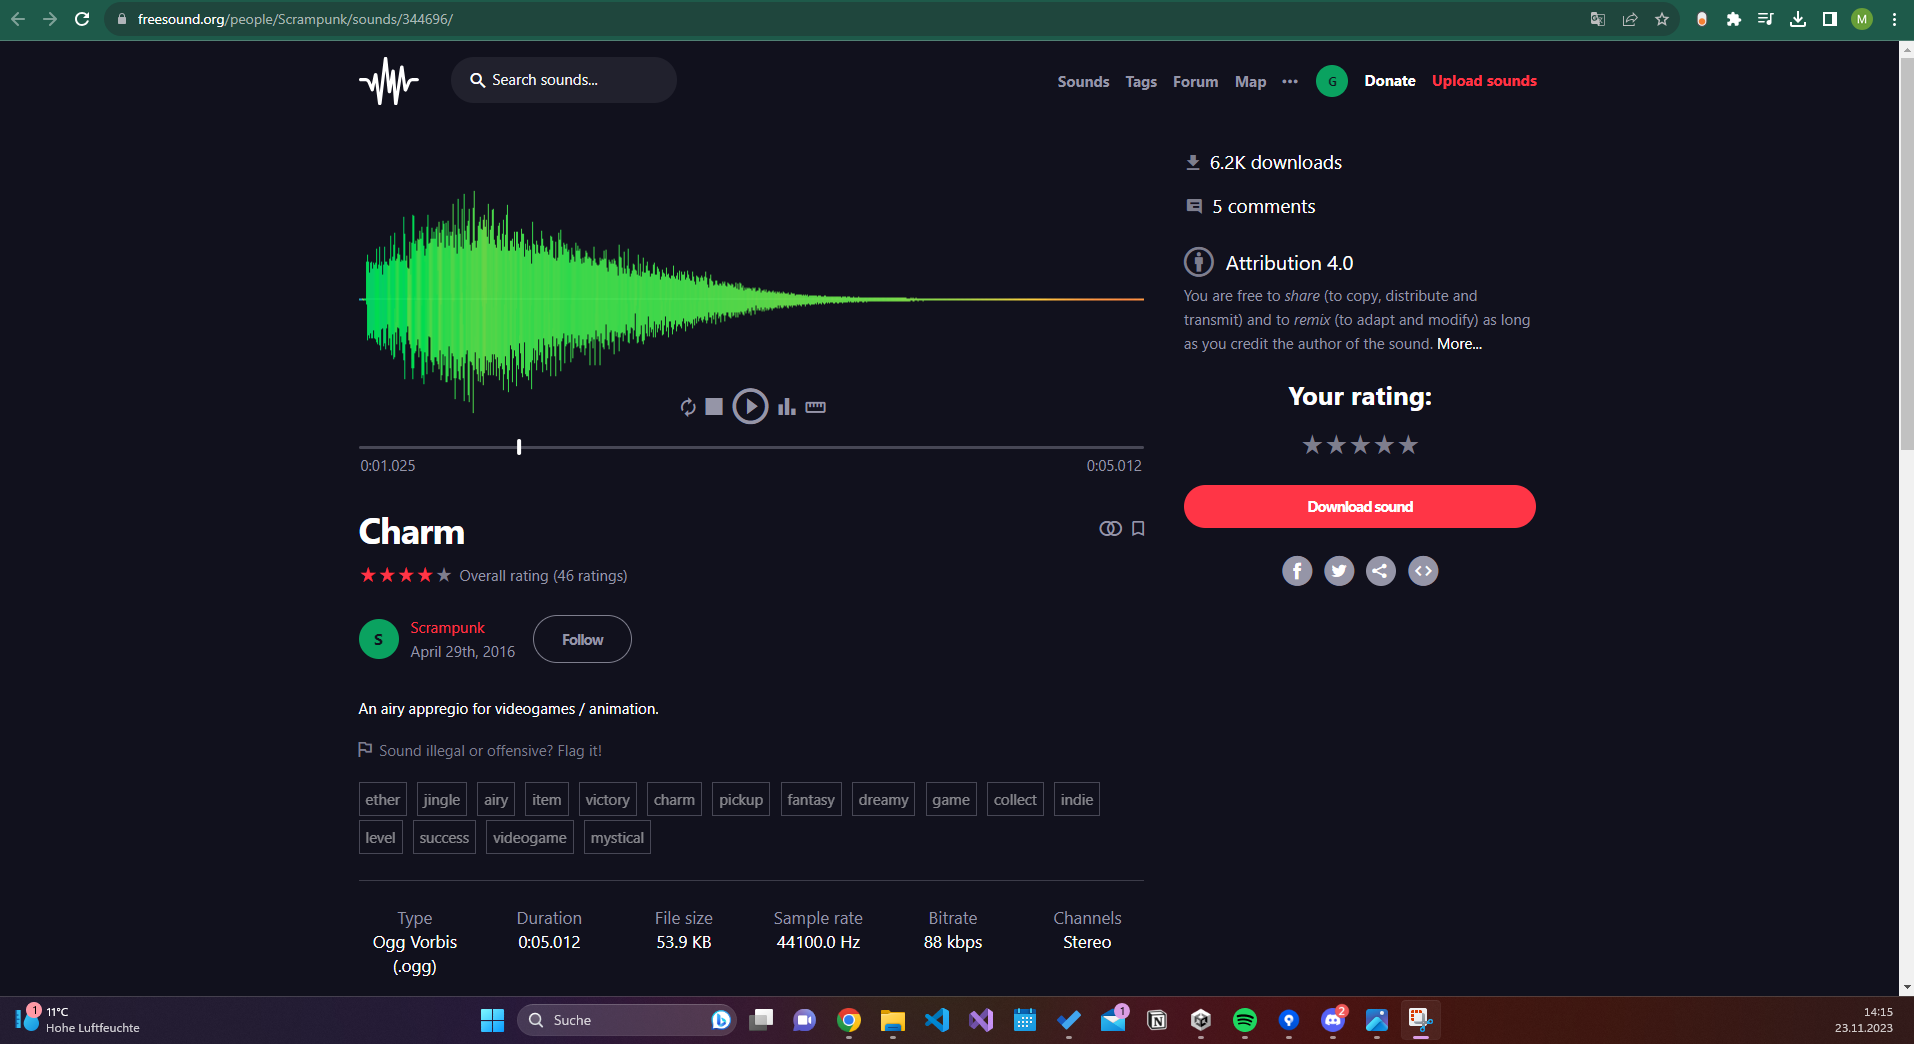 freesound.org/people/Scrampunk/sounds/344696/
M
Search sounds...
Sounds Tags Forum Map G Donate Upload sounds
6.2K downloads
5 comments
Attribution 4.0
You are free to share (to copy, distribute and
transmit) and to remix (to adapt and modify) as long
as you credit the author of the sound. More...
Your rating:
Download sound
0:01.025 0:05.012
Charm
Overall rating (46 ratings)
S
Scrampunk
April 29th, 2016
Follow
An airy appregio for videogames / animation.
Sound illegal or offensive? Flag it!
ether jingle airy item victory charm pickup fantasy dreamy game collect indie
level success videogame mystical
Type Duration File size Sample rate Bitrate Channels
Ogg Vorbis 0:05.012 53.9 KB 44100.0 Hz 88 kbps Stereo
(.ogg)
1
11°C
Hohe Luftfeuchte
Suche
1
2
14:15
23.11.2023